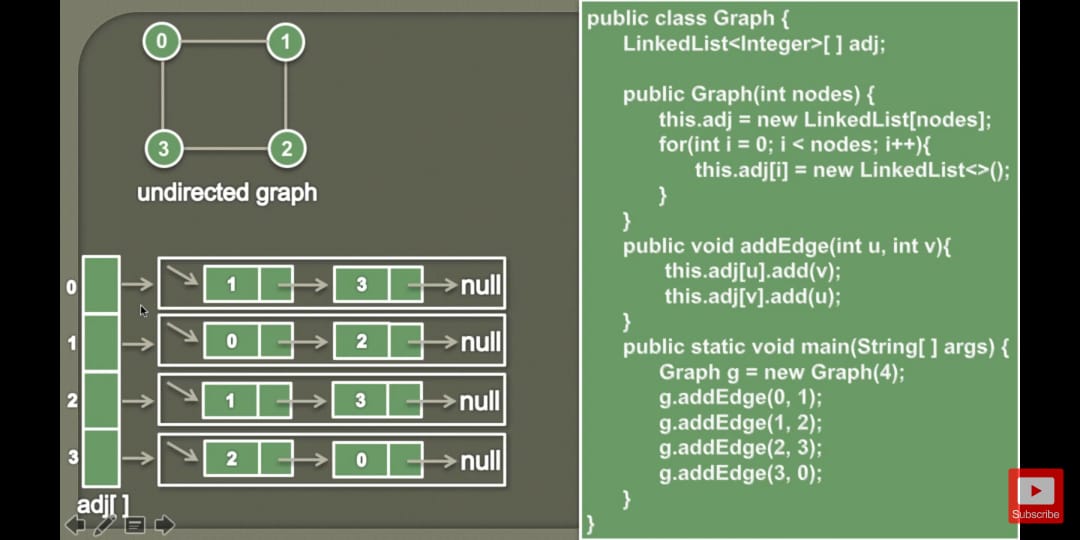 0 1
3 2
undirected graph
0 1 3 null
1 0 2 null
2 1 3 null
3 2 0 null
adj[ ]
public class Graph {
LinkedList<Integer>[ ] adj;
public Graph(int nodes) {
this.adj = new LinkedList[nodes];
for(int i = 0; i < nodes; i++){
this.adj[i] = new LinkedList<>();
}
}
public void addEdge(int u, int v){
this.adj[u].add(v);
this.adj[v].add(u);
}
public static void main(String[ ] args) {
Graph g = new Graph(4);
g.addEdge(0, 1);
g.addEdge(1, 2);
g.addEdge(2, 3);
g.addEdge(3, 0);
}
}
Subscribe